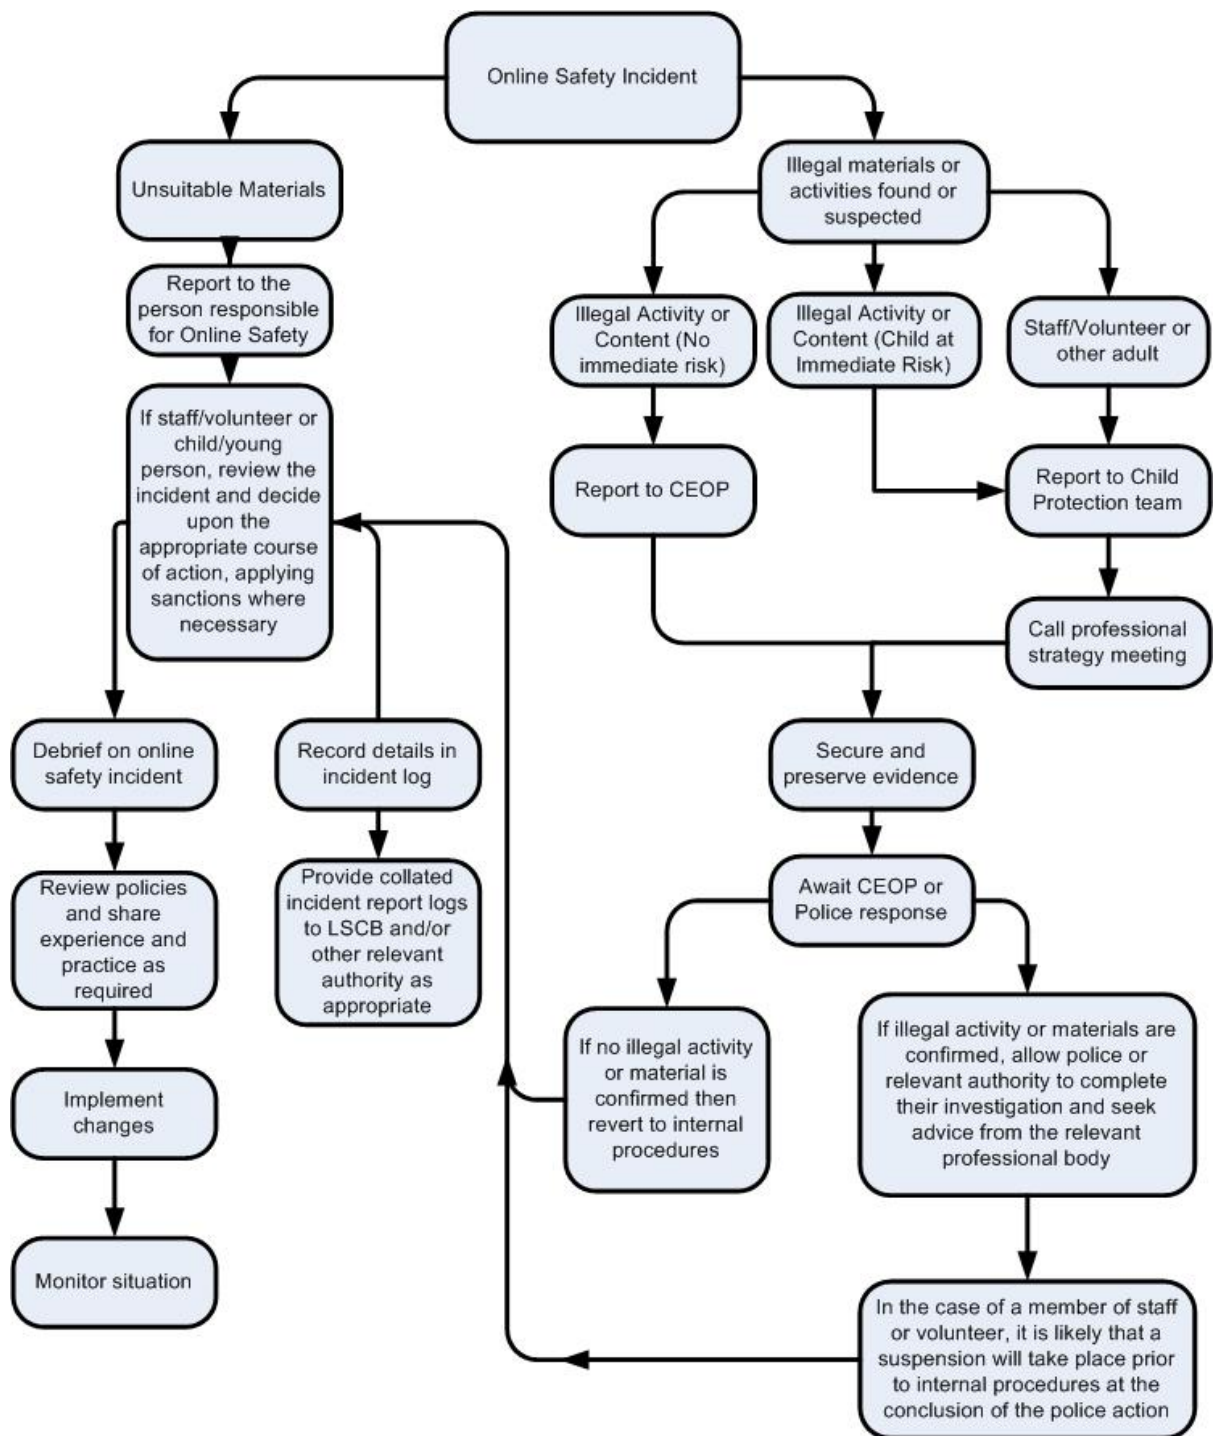 Online Safety Incident
Unsuitable Materials
Illegal materials or
activities found or
suspected
Report to the
person responsible
for Online Safety
Illegal Activity or
Content (No
immediate risk)
Illegal Activity or
Content (Child at
Immediate Risk)
Staff/Volunteer or
other adult
If staff/volunteer or
child/young
person, review the
incident and decide
upon the
appropriate course
of action, applying
sanctions where
necessary
Report to CEOP
Report to Child
Protection team
Call professional
strategy meeting
Debrief on online
safety incident
Record details in
incident log
Secure and
preserve evidence
Review policies
and share
experience and
practice as
required
Provide collated
incident report logs
to LSCB and/or
other relevant
authority as
appropriate
Await CEOP or
Police response
If no illegal activity
or material is
confirmed then
revert to internal
procedures
If illegal activity or materials are
confirmed, allow police or
relevant authority to complete
their investigation and seek
advice from the relevant
professional body
Implement
changes
Monitor situation
In the case of a member of staff
or volunteer, it is likely that a
suspension will take place prior
to internal procedures at the
conclusion of the police action